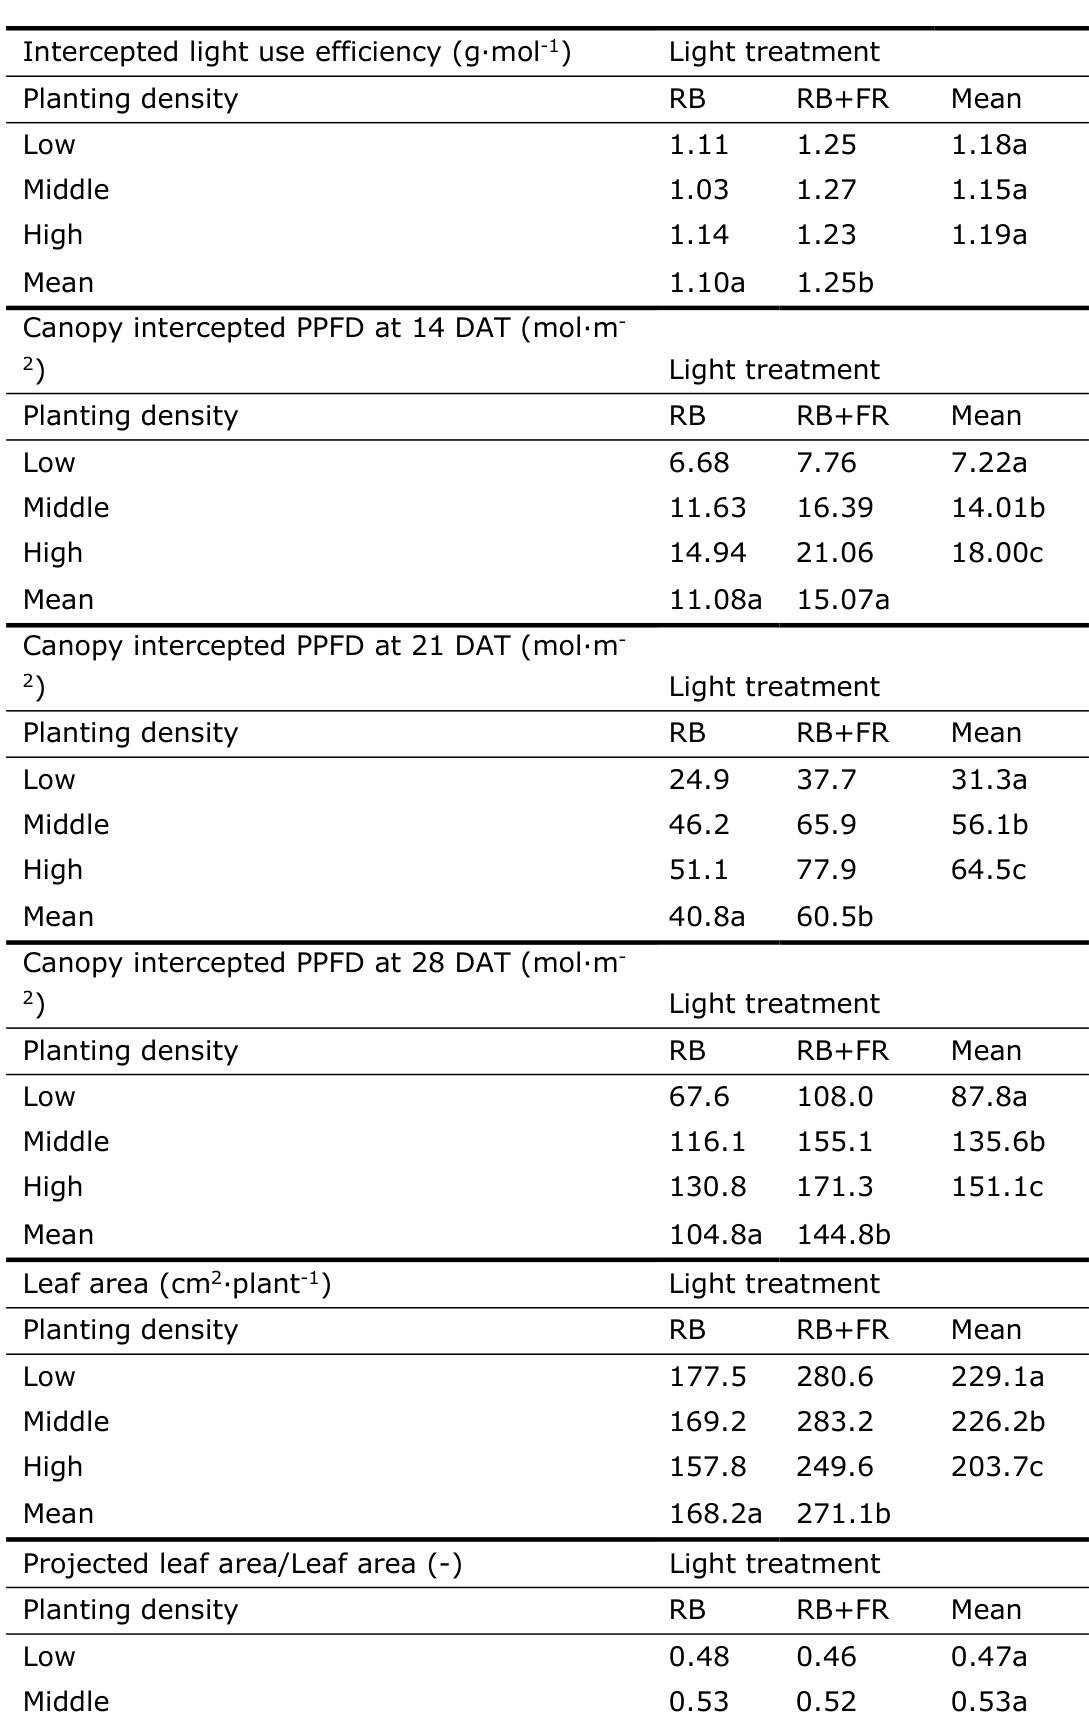 Intercepted light use efficiency (g·mol-1) Light treatment
Planting density RB RB+FR Mean
Low 1.11 1.25 1.18a
Middle 1.03 1.27 1.15a
High 1.14 1.23 1.19a
Mean 1.10a 1.25b
Canopy intercepted PPFD at 14 DAT (mol·m-
2) Light treatment
Planting density RB RB+FR Mean
Low 6.68 7.76 7.22a
Middle 11.63 16.39 14.01b
High 14.94 21.06 18.00c
Mean 11.08a 15.07a
Canopy intercepted PPFD at 21 DAT (mol·m-
2) Light treatment
Planting density RB RB+FR Mean
Low 24.9 37.7 31.3a
Middle 46.2 65.9 56.1b
High 51.1 77.9 64.5c
Mean 40.8a 60.5b
Canopy intercepted PPFD at 28 DAT (mol·m-
2) Light treatment
Planting density RB RB+FR Mean
Low 67.6 108.0 87.8a
Middle 116.1 155.1 135.6b
High 130.8 171.3 151.1c
Mean 104.8a 144.8b
Leaf area (cm2·plant-1) Light treatment
Planting density RB RB+FR Mean
Low 177.5 280.6 229.1a
Middle 169.2 283.2 226.2b
High 157.8 249.6 203.7c
Mean 168.2a 271.1b
Projected leaf area/Leaf area (-) Light treatment
Planting density RB RB+FR Mean
Low 0.48 0.46 0.47a
Middle 0.53 0.52 0.53a